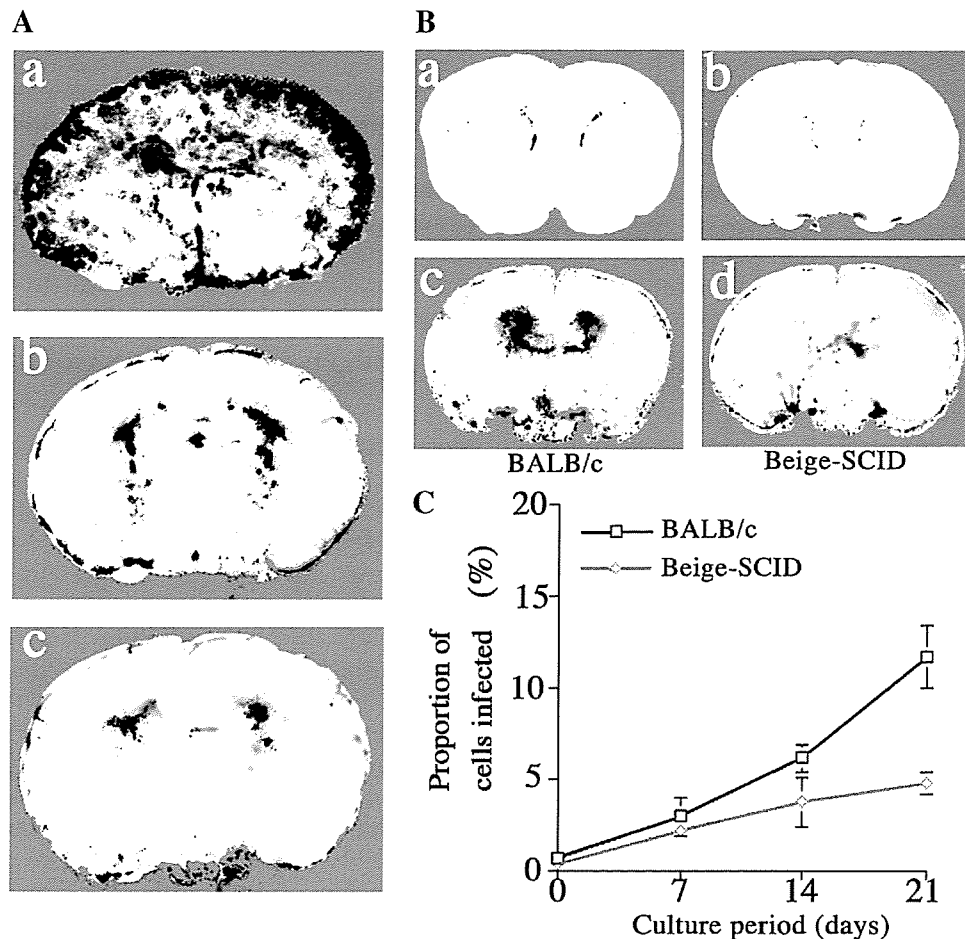 A
a
b
c
B
a
b
c
d
BALB/c
Beige-SCID
C
Proportion of
cells infected
(%)
20
15
10
5
0
BALB/c
Beige-SCID
0
7
14
21
Culture period (days)